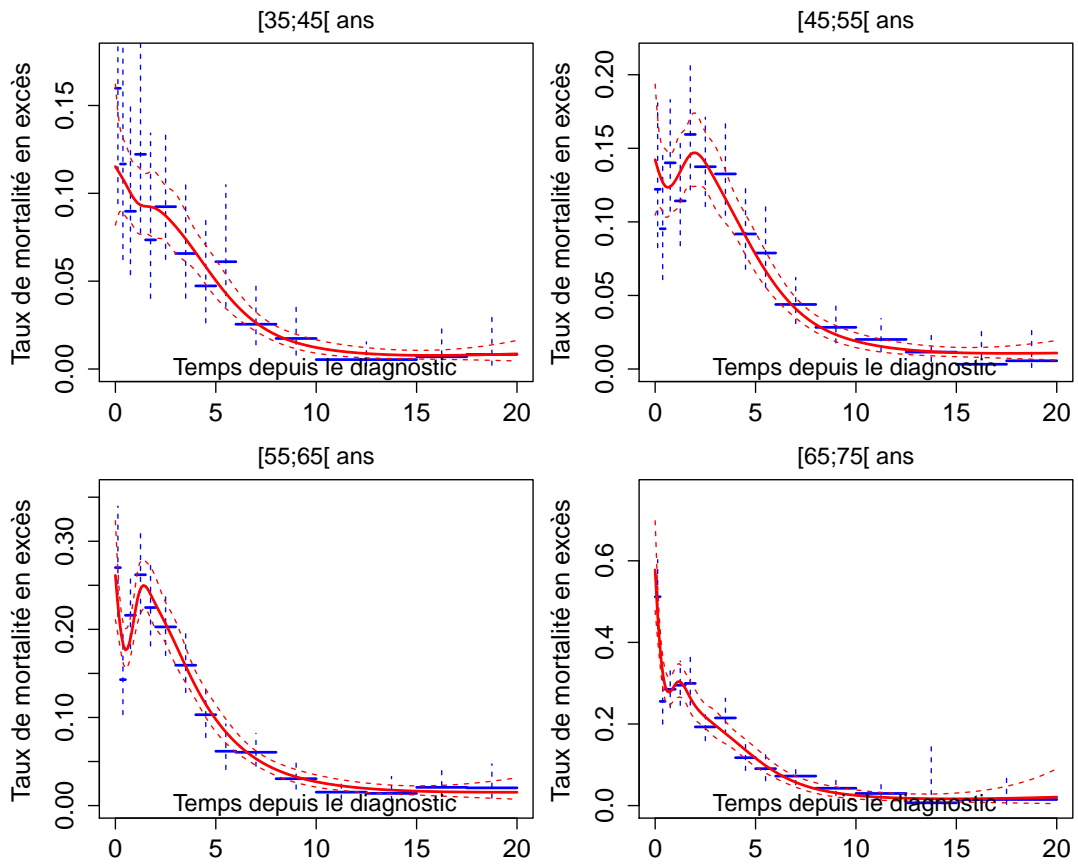 [35;45[ ans
Taux de mortalité en excès
0.00 0.05 0.10 0.15
Temps depuis le diagnostic
0 5 10 15 20
[45;55[ ans
Taux de mortalité en excès
0.00 0.05 0.10 0.15 0.20
Temps depuis le diagnostic
0 5 10 15 20
[55;65[ ans
Taux de mortalité en excès
0.00 0.10 0.20 0.30
Temps depuis le diagnostic
0 5 10 15 20
[65;75[ ans
Taux de mortalité en excès
0.0 0.2 0.4 0.6
Temps depuis le diagnostic
0 5 10 15 20